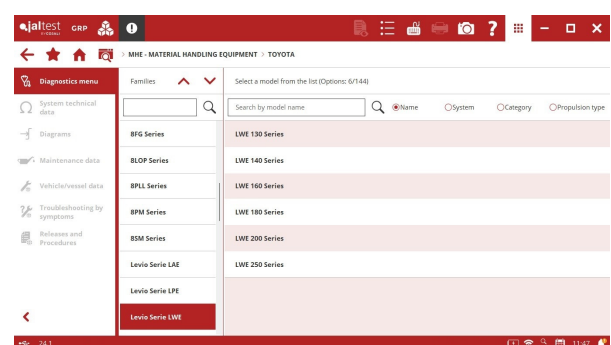 jaltest GRP
MHE - MATERIAL HANDLING EQUIPMENT > TOYOTA
Diagnostics menu
System technical
data
Diagrams
Maintenance data
Vehicle/vessel data
Troubleshooting by
symptoms
Releases and
Procedures
Families
8FG Series
8LOP Series
8PLL Series
8PM Series
8SM Series
Levio Serie LAE
Levio Serie LPE
Levio Serie LWE
Select a model from the list (Options: 6/144)
Search by model name
Name System Category Propulsion type
LWE 130 Series
LWE 140 Series
LWE 160 Series
LWE 180 Series
LWE 200 Series
LWE 250 Series
24.1 11:47